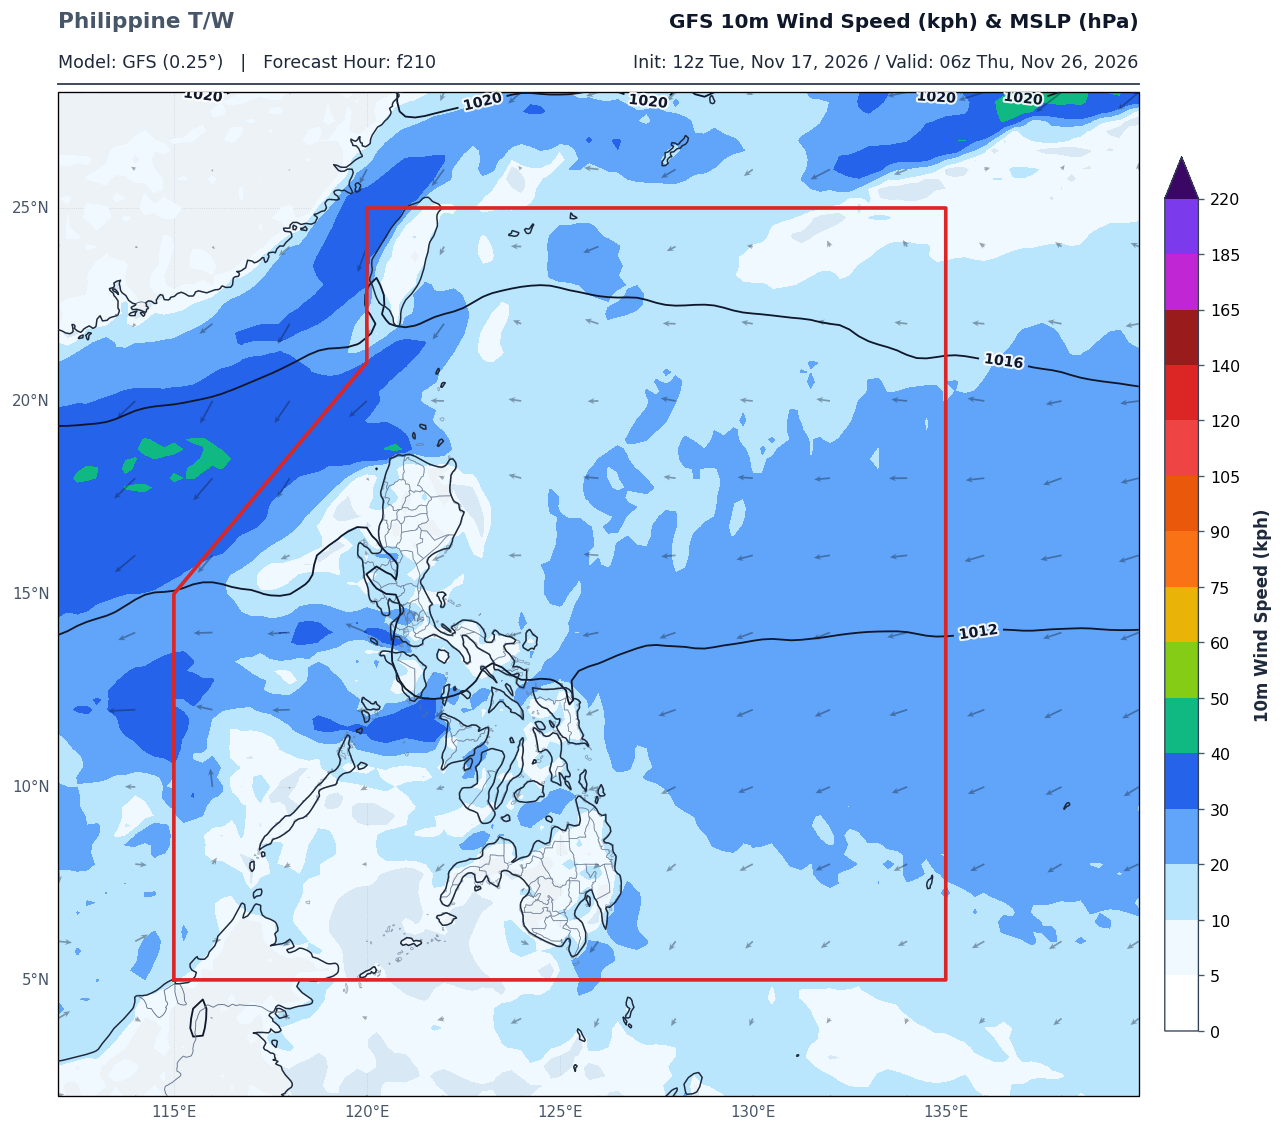 Philippine T/W
GFS 10m Wind Speed (kph) & MSLP (hPa)
Model: GFS (0.25°) | Forecast Hour: f210
Init: 12z Tue, Nov 17, 2026 / Valid: 06z Thu, Nov 26, 2026
1020
1020
1020
1020
1020
1016
1012
25°N
20°N
15°N
10°N
5°N
115°E
120°E
125°E
130°E
135°E
220
185
165
140
120
105
90
75
60
50
40
30
20
10
5
0
10m Wind Speed (kph)